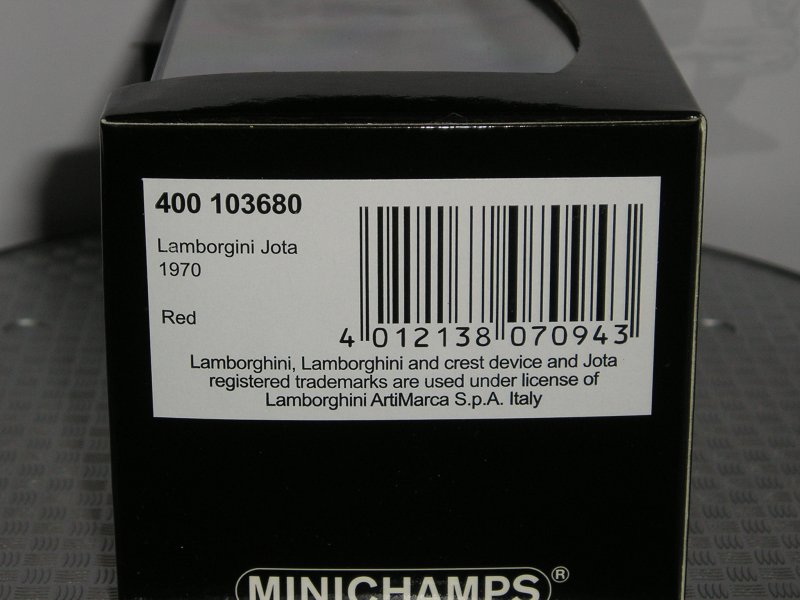 400 103680
Lamborgini Jota
1970
Red
4 012138 070943
Lamborghini, Lamborghini and crest device and Jota
registered trademarks are used under license of
Lamborghini ArtiMarca S.p.A. Italy
MINICHAMPS®